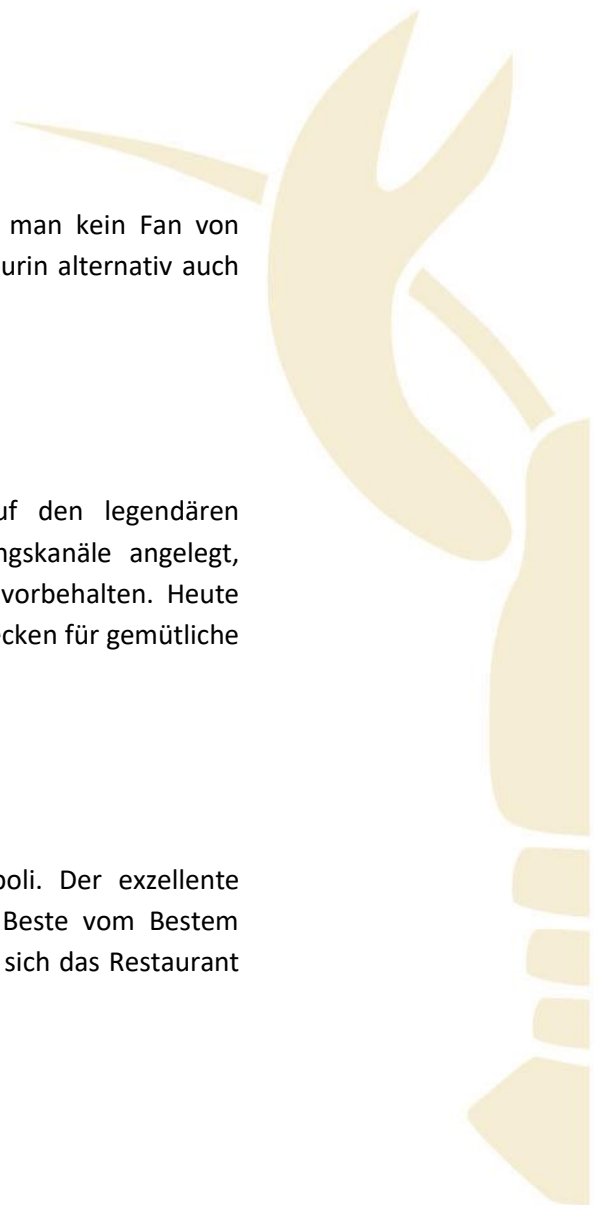 man kein Fan von
urin alternativ auch
uf den legendären
ngskanäle angelegt,
vorbehalten. Heute
ecken für gemütliche
poli. Der exzellente
Beste vom Bestem
sich das Restaurant